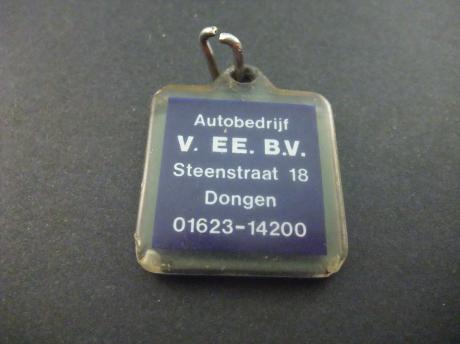 Autobedrijf
V. EE. B.V.
Steenstraat 18
Dongen
01623-14200